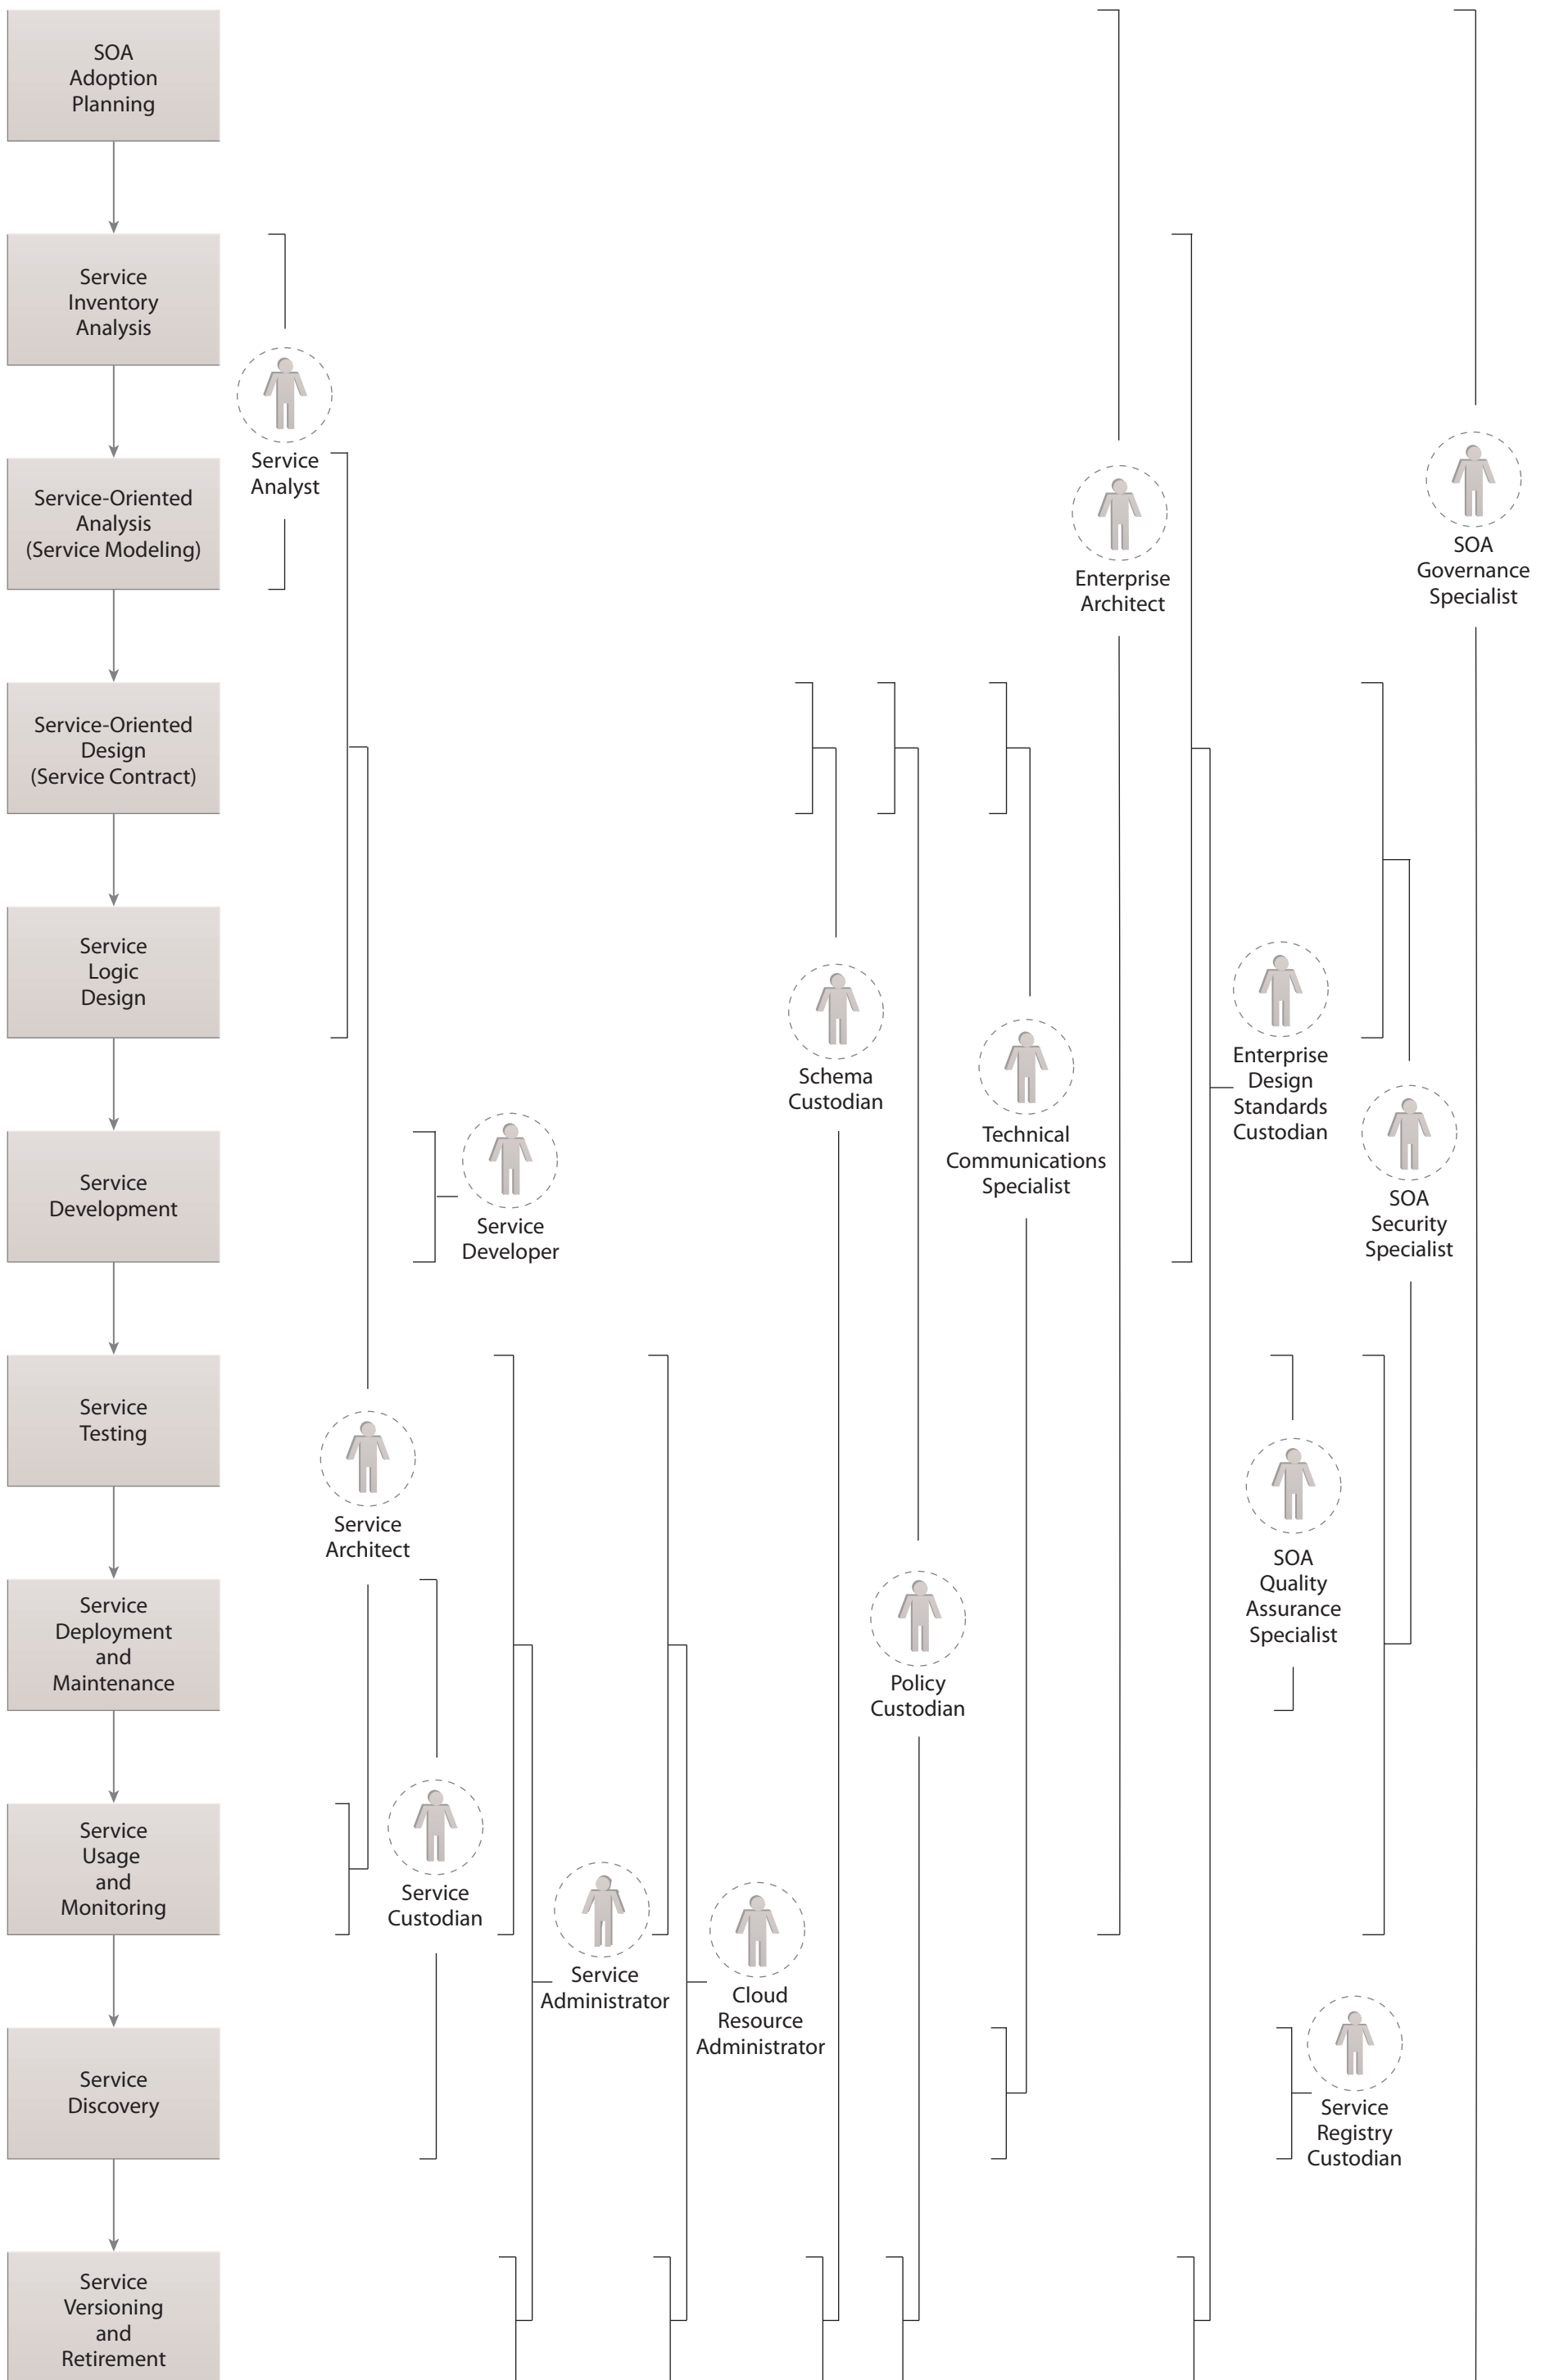 SOA
Adoption
Planning
Service
Inventory
Analysis
Service
Analyst
Service-Oriented
Analysis
(Service Modeling)
Enterprise
Architect
SOA
Governance
Specialist
Service-Oriented
Design
(Service Contract)
Service
Logic
Design
Schema
Custodian
Technical
Communications
Specialist
Enterprise
Design
Standards
Custodian
SOA
Security
Specialist
Service
Development
Service
Developer
Service
Testing
Service
Architect
SOA
Quality
Assurance
Specialist
Service
Deployment
and
Maintenance
Policy
Custodian
Service
Usage
and
Monitoring
Service
Custodian
Service
Administrator
Cloud
Resource
Administrator
Service
Discovery
Service
Registry
Custodian
Service
Versioning
and
Retirement